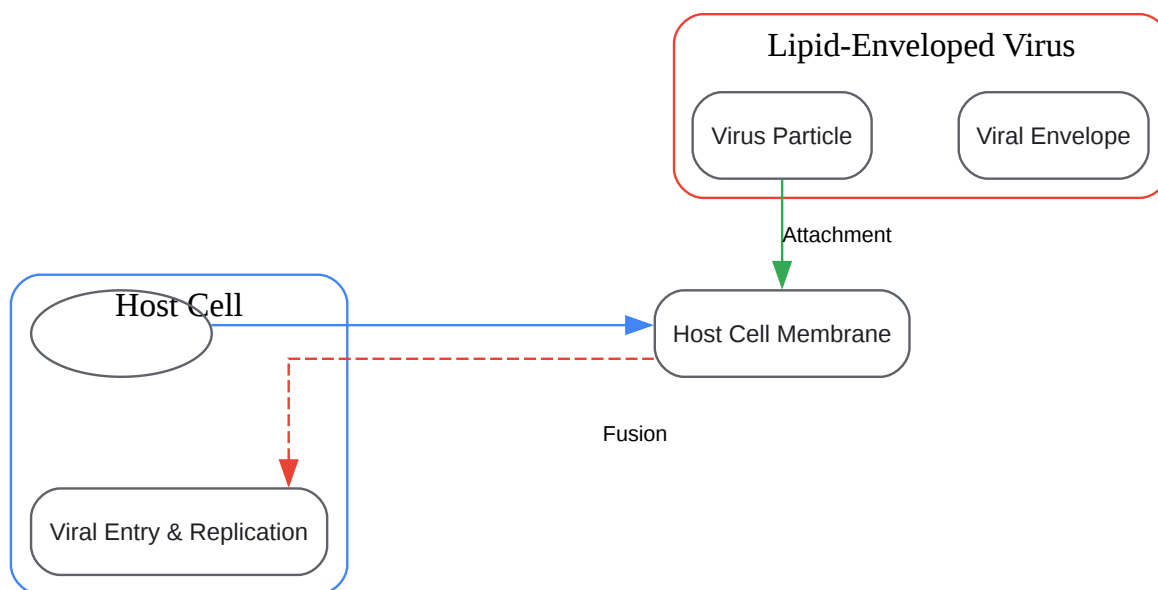 Lipid-Enveloped Virus
Virus Particle
Viral Envelope
Attachment
Host Cell
Host Cell Membrane
Fusion
Viral Entry & Replication